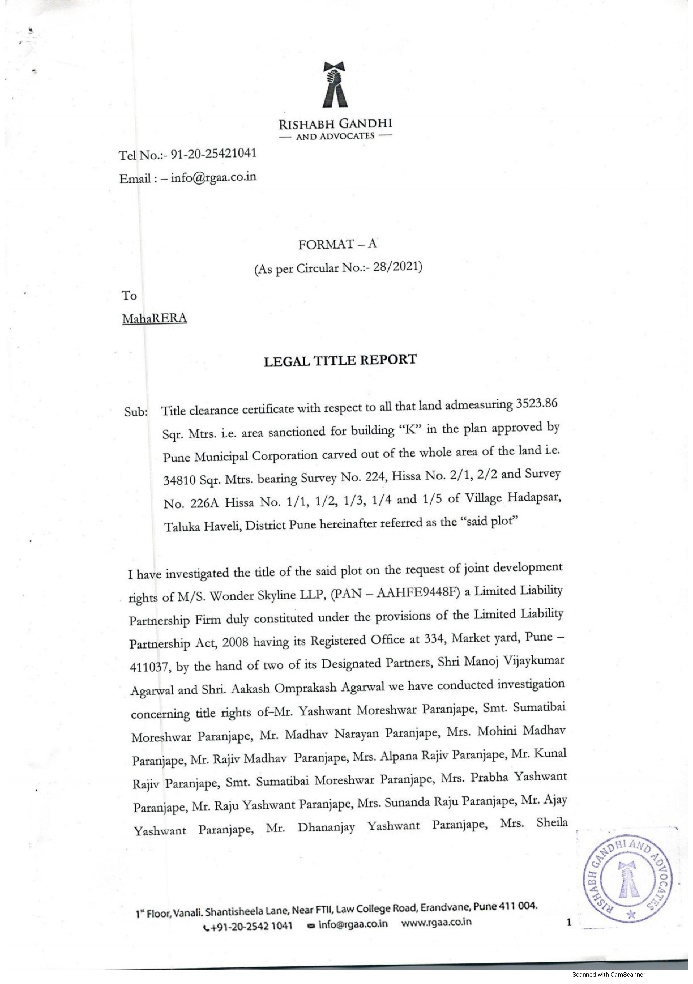 RISHABH GANDHI
— AND ADVOCATES —
Tel No.:- 91-20-25421041
Email : – info@rgaa.co.in
FORMAT – A
(As per Circular No.:- 28/2021)
To
MahaRERA
LEGAL TITLE REPORT
Sub: Title clearance certificate with respect to all that land admeasuring 3523.86
Sqr. Mtrs. i.e. area sanctioned for building “K” in the plan approved by
Pune Municipal Corporation carved out of the whole area of the land i.e.
34810 Sqr. Mtrs. bearing Survey No. 224, Hissa No. 2/1, 2/2 and Survey
No. 226A Hissa No. 1/1, 1/2, 1/3, 1/4 and 1/5 of Village Hadapsar,
Taluka Haveli, District Pune hereinafter referred as the “said plot”
I have investigated the title of the said plot on the request of joint development
rights of M/S. Wonder Skyline LLP, (PAN – AAHFE9448F) a Limited Liability
Partnership Firm duly constituted under the provisions of the Limited Liability
Partnership Act, 2008 having its Registered Office at 334, Market yard, Pune –
411037, by the hand of two of its Designated Partners, Shri Manoj Vijaykumar
Agarwal and Shri. Aakash Omprakash Agarwal we have conducted investigation
concerning title rights of–Mr. Yashwant Moreshwar Paranjape, Smt. Sumatibai
Moreshwar Paranjape, Mr. Madhav Narayan Paranjape, Mrs. Mohini Madhav
Paranjape, Mr. Rajiv Madhav Paranjape, Mrs. Alpana Rajiv Paranjape, Mr. Kunal
Rajiv Paranjape, Smt. Sumatibai Moreshwar Paranjape, Mrs. Prabha Yashwant
Paranjape, Mr. Raju Yashwant Paranjape, Mrs. Sunanda Raju Paranjape, Mr. Ajay
Yashwant Paranjape, Mr. Dhananjay Yashwant Paranjape, Mrs. Sheila
RISHABH GANDHI AND ADVOCATES
1st Floor, Vanali. Shantisheela Lane, Near FTII, Law College Road, Erandvane, Pune 411 004.
+91-20-2542 1041 info@rgaa.co.in www.rgaa.co.in
1
Scanned with CamScanner